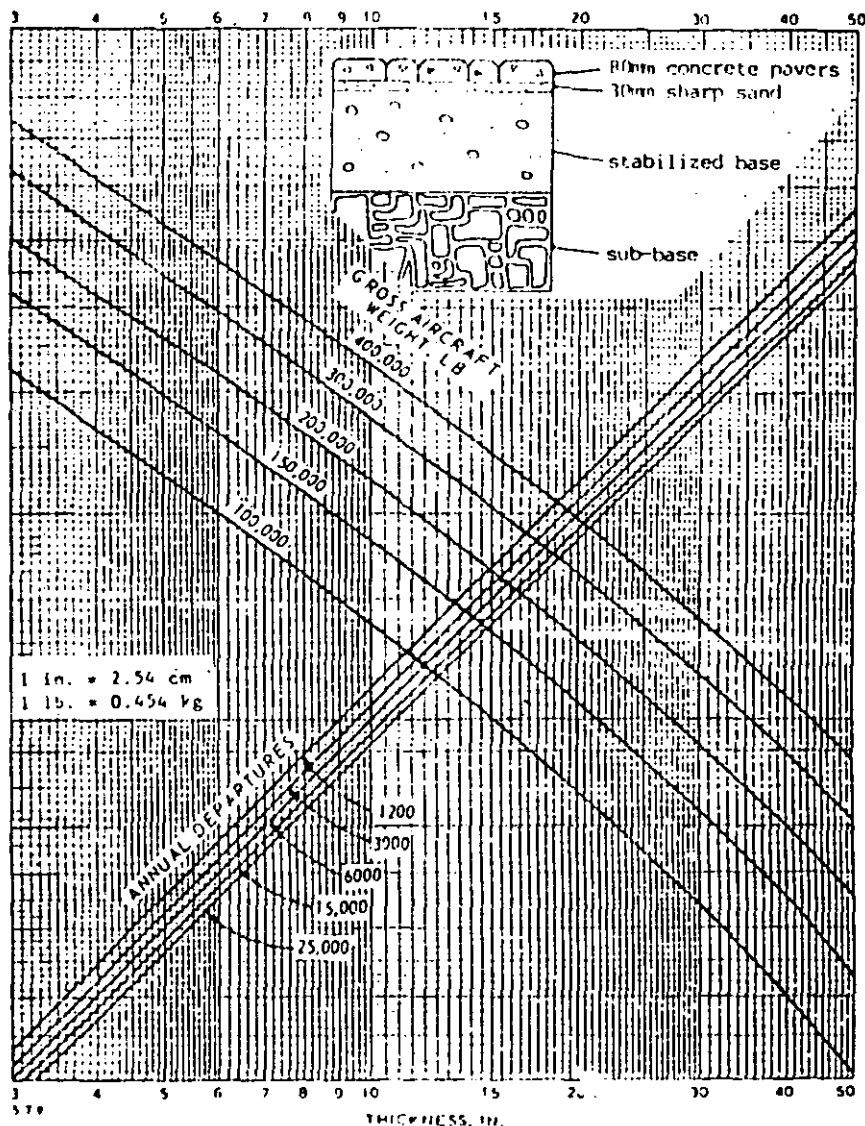 3 4 5 6 7 8 9 10 15 20 30 40 50
80mm concrete pavers
30mm sharp sand
stabilized base
sub-base
GROSS AIRCRAFT
WEIGHT, LB
400,000
300,000
200,000
150,000
100,000
1 in. = 2.54 cm
1 lb. = 0.454 kg
ANNUAL DEPARTURES
1200
3000
6000
15,000
25,000
3 4 5 6 7 8 9 10 15 20 30 40 50
THICKNESS, IN.